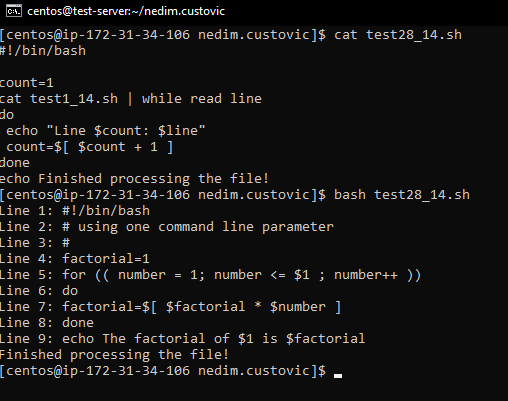 centos@test-server:~/nedim.custovic
[centos@ip-172-31-34-106 nedim.custovic]$ cat test28_14.sh
#!/bin/bash

count=1
cat test1_14.sh | while read line
do
 echo "Line $count: $line"
 count=$[ $count + 1 ]
done
echo Finished processing the file!
[centos@ip-172-31-34-106 nedim.custovic]$ bash test28_14.sh
Line 1: #!/bin/bash
Line 2: # using one command line parameter
Line 3: #
Line 4: factorial=1
Line 5: for (( number = 1; number <= $1 ; number++ ))
Line 6: do
Line 7: factorial=$[ $factorial * $number ]
Line 8: done
Line 9: echo The factorial of $1 is $factorial
Finished processing the file!
[centos@ip-172-31-34-106 nedim.custovic]$